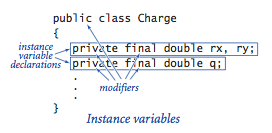 public class Charge
{
instance
variable
declarations
private final double rx, ry;
private final double q;
.
.
.
modifiers
}
Instance variables